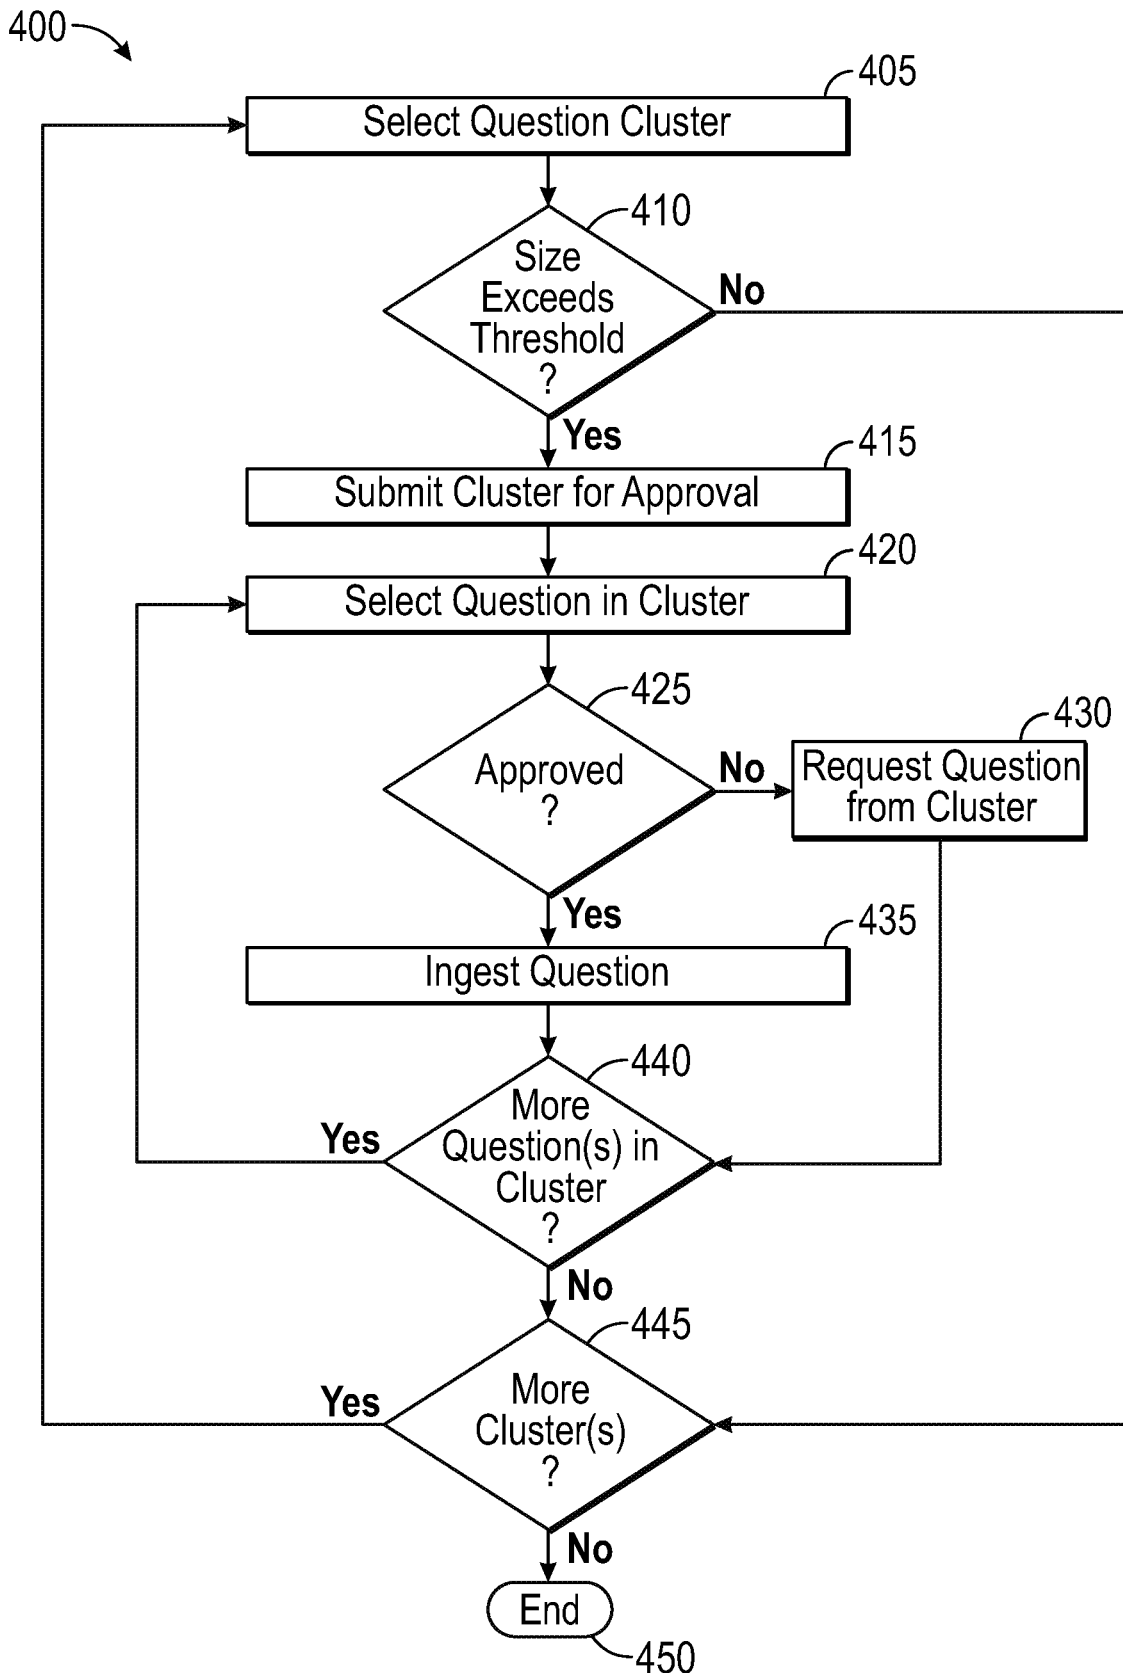 400
405
Select Question Cluster
410
Size
Exceeds
Threshold
?
No
Yes
415
Submit Cluster for Approval
420
Select Question in Cluster
425
Approved
?
No
430
Request Question
from Cluster
Yes
435
Ingest Question
440
More
Question(s) in
Cluster
?
Yes
No
445
More
Cluster(s)
?
Yes
No
End
450